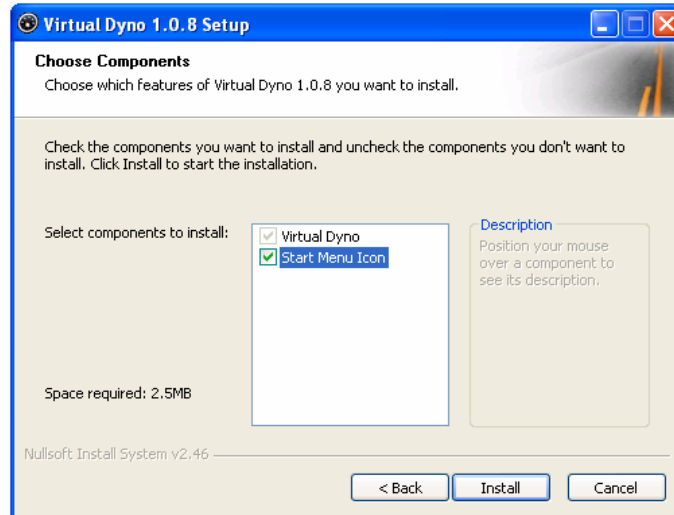 Virtual Dyno 1.0.8 Setup
Choose Components
Choose which features of Virtual Dyno 1.0.8 you want to install.
Check the components you want to install and uncheck the components you don't want to
install. Click Install to start the installation.
Select components to install:
Virtual Dyno
Start Menu Icon
Description
Position your mouse
over a component to
see its description.
Space required: 2.5MB
Nullsoft Install System v2.46
< Back
Install
Cancel